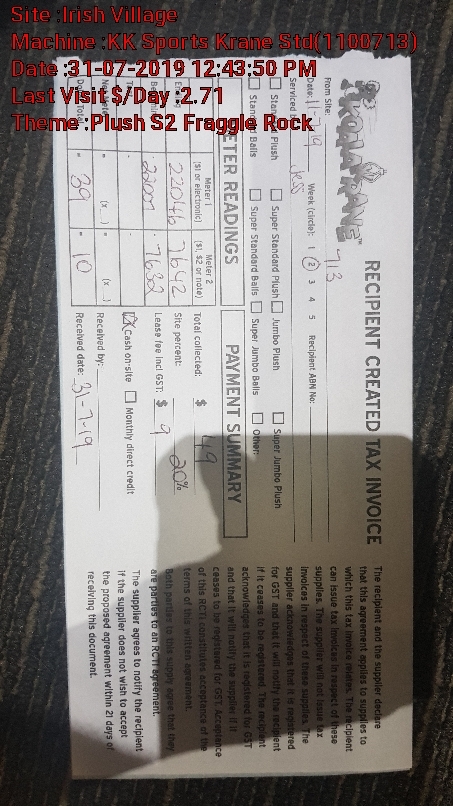 Site :Irish Village
Machine :KK Sports Krane Std(1100713)
Date :31-07-2019 12:43:50 PM
Last Visit $/Day :2.71
Theme :Plush S2 Fraggle Rock
KOALA KRANE™
RECIPIENT CREATED TAX INVOICE
From Site: 713
Date: Week (circle): 1 2 3 4 5 Recipient ABN No:
Serviced Jess
Plush Super Standard Plush Jumbo Plush Super Jumbo Plush
Balls Super Standard Balls Super Jumbo Balls Other:
METER READINGS
Meter 1 Meter 2
($1 or electronic) ($1, $2 or note)
22046 7642
7632
(x ) (x )
39 10
PAYMENT SUMMARY
Total collected: $ 49
Site percent: 20%
Lease fee incl GST: $ 9
Cash on-site Monthly direct credit
Received by:
Received date: 31-7-19
The recipient and the supplier declare
that this agreement applies to supplies to
which this tax invoice relates. The recipient
can issue tax invoices in respect of these
supplies. The supplier will not issue tax
invoices in respect of these supplies. The
supplier acknowledges that it is registered
for GST and that it will notify the recipient
if it ceases to be registered. The recipient
acknowledges that it is registered for GST
and that it will notify the supplier if it
ceases to be registered for GST. Acceptance
of this RCTI constitutes acceptance of the
terms of this written agreement.
Both parties to this supply agree that they
are parties to an RCTI agreement.
The supplier agrees to notify the recipient
if the supplier does not wish to accept
the proposed agreement within 21 days of
receiving this document.